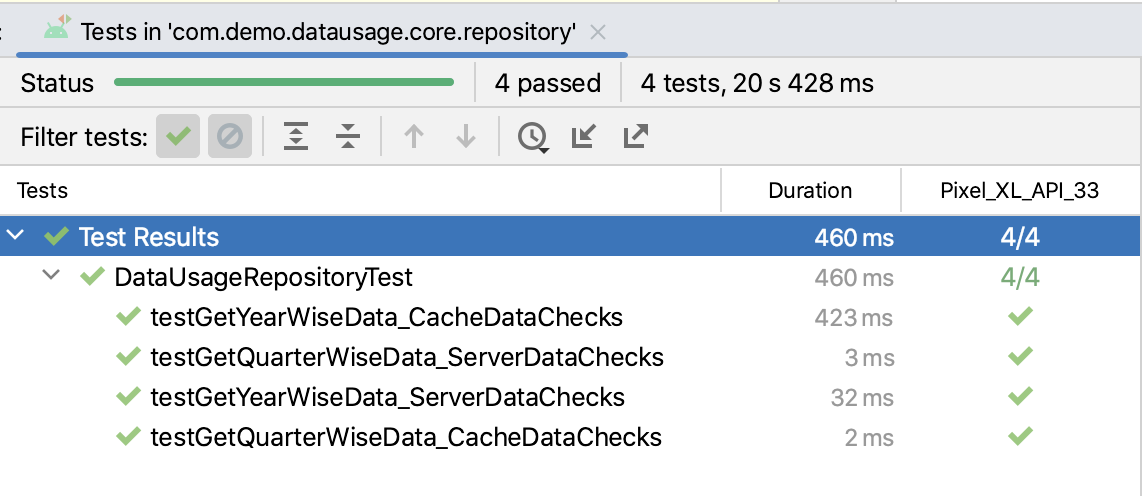 : Tests in 'com.demo.datausage.core.repository'
Status 4 passed 4 tests, 20 s 428 ms
Filter tests:
Tests Duration Pixel_XL_API_33
Test Results 460 ms 4/4
DataUsageRepositoryTest 460 ms 4/4
testGetYearWiseData_CacheDataChecks 423 ms
testGetQuarterWiseData_ServerDataChecks 3 ms
testGetYearWiseData_ServerDataChecks 32 ms
testGetQuarterWiseData_CacheDataChecks 2 ms